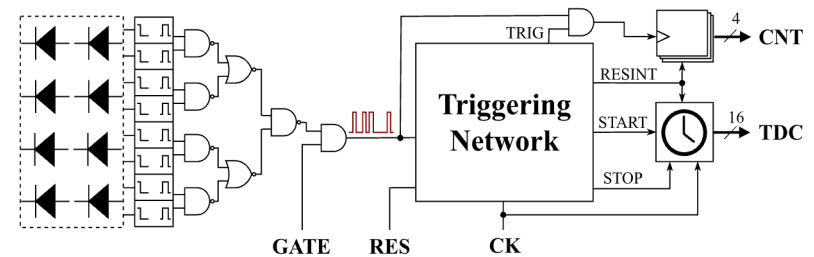 4
CNT
TRIG
RESINT
Triggering
Network
START
16
TDC
STOP
GATE
RES
CK